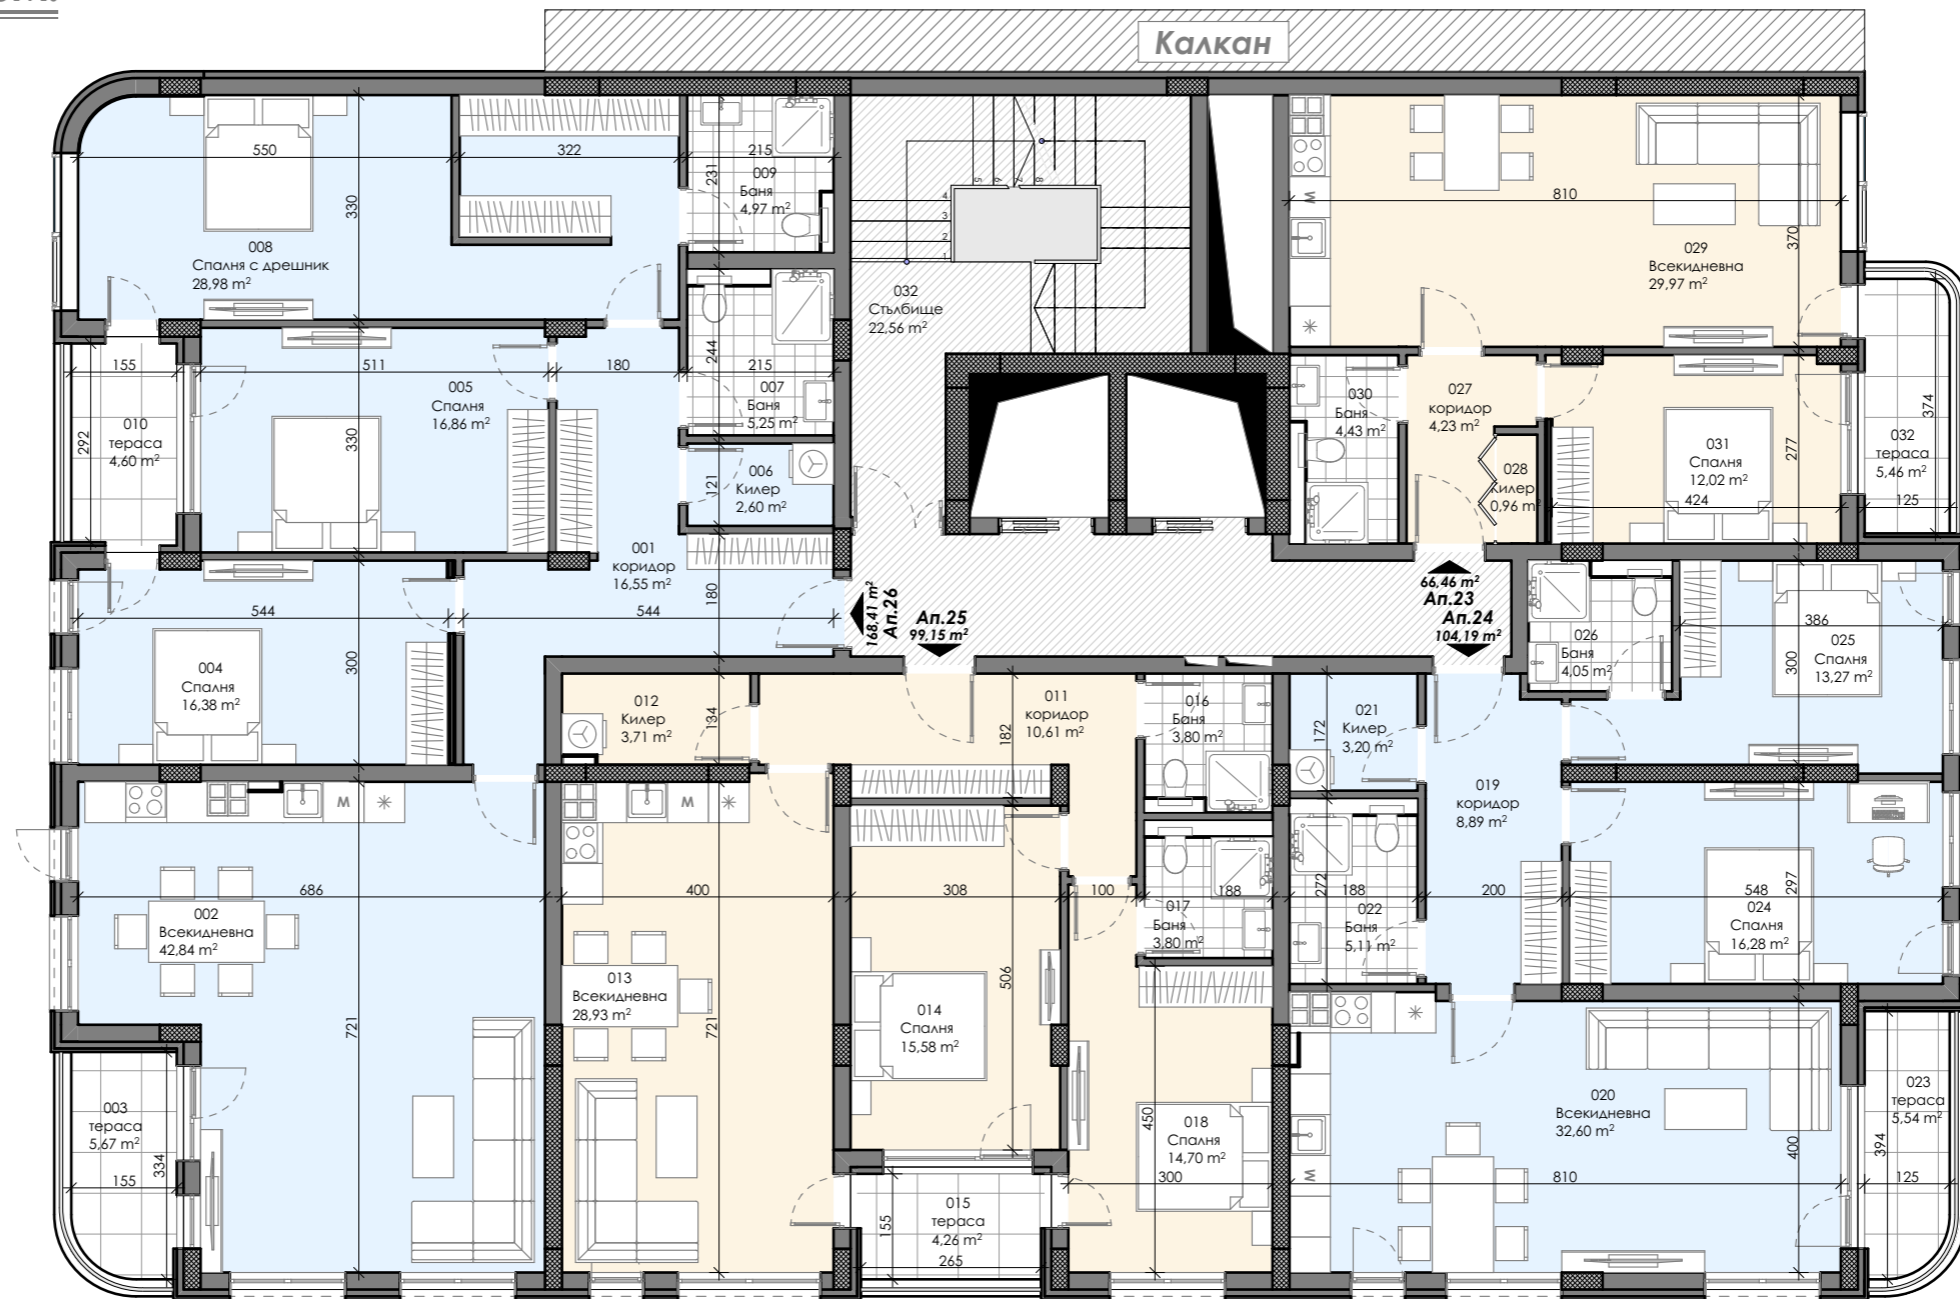 Калкан
550
322
215
231
009
Баня
4,97 m²
330
008
Спалня с дрешник
28,98 m²
4
3
2
1
5
6
7
8
032
Стълбище
22,56 m²
810
370
029
Всекидневна
29,97 m²
W
155
511
180
215
244
007
Баня
5,25 m²
005
Спалня
16,86 m²
330
010
тераса
4,60 m²
292
006
Килер
2,60 m²
121
030
Баня
4,43 m²
027
коридор
4,23 m²
028
Килер
0,96 m²
031
Спалня
12,02 m²
277
424
374
032
тераса
5,46 m²
125
001
коридор
16,55 m²
180
544
544
168,41 m²
Ап.26
Ап.25
99,15 m²
66,46 m²
Ап.23
Ап.24
104,19 m²
004
Спалня
16,38 m²
300
026
Баня
4,05 m²
386
300
025
Спалня
13,27 m²
012
Килер
3,71 m²
134
011
коридор
10,61 m²
182
016
Баня
3,80 m²
021
Килер
3,20 m²
172
019
коридор
8,89 m²
M
M
686
400
308
100
188
188
272
200
548
297
002
Всекидневна
42,84 m²
017
Баня
3,80 m²
022
Баня
5,11 m²
024
Спалня
16,28 m²
013
Всекидневна
28,93 m²
506
014
Спалня
15,58 m²
721
721
003
тераса
5,67 m²
334
155
450
018
Спалня
14,70 m²
300
015
тераса
4,26 m²
155
265
020
Всекидневна
32,60 m²
W
810
400
023
тераса
5,54 m²
394
125